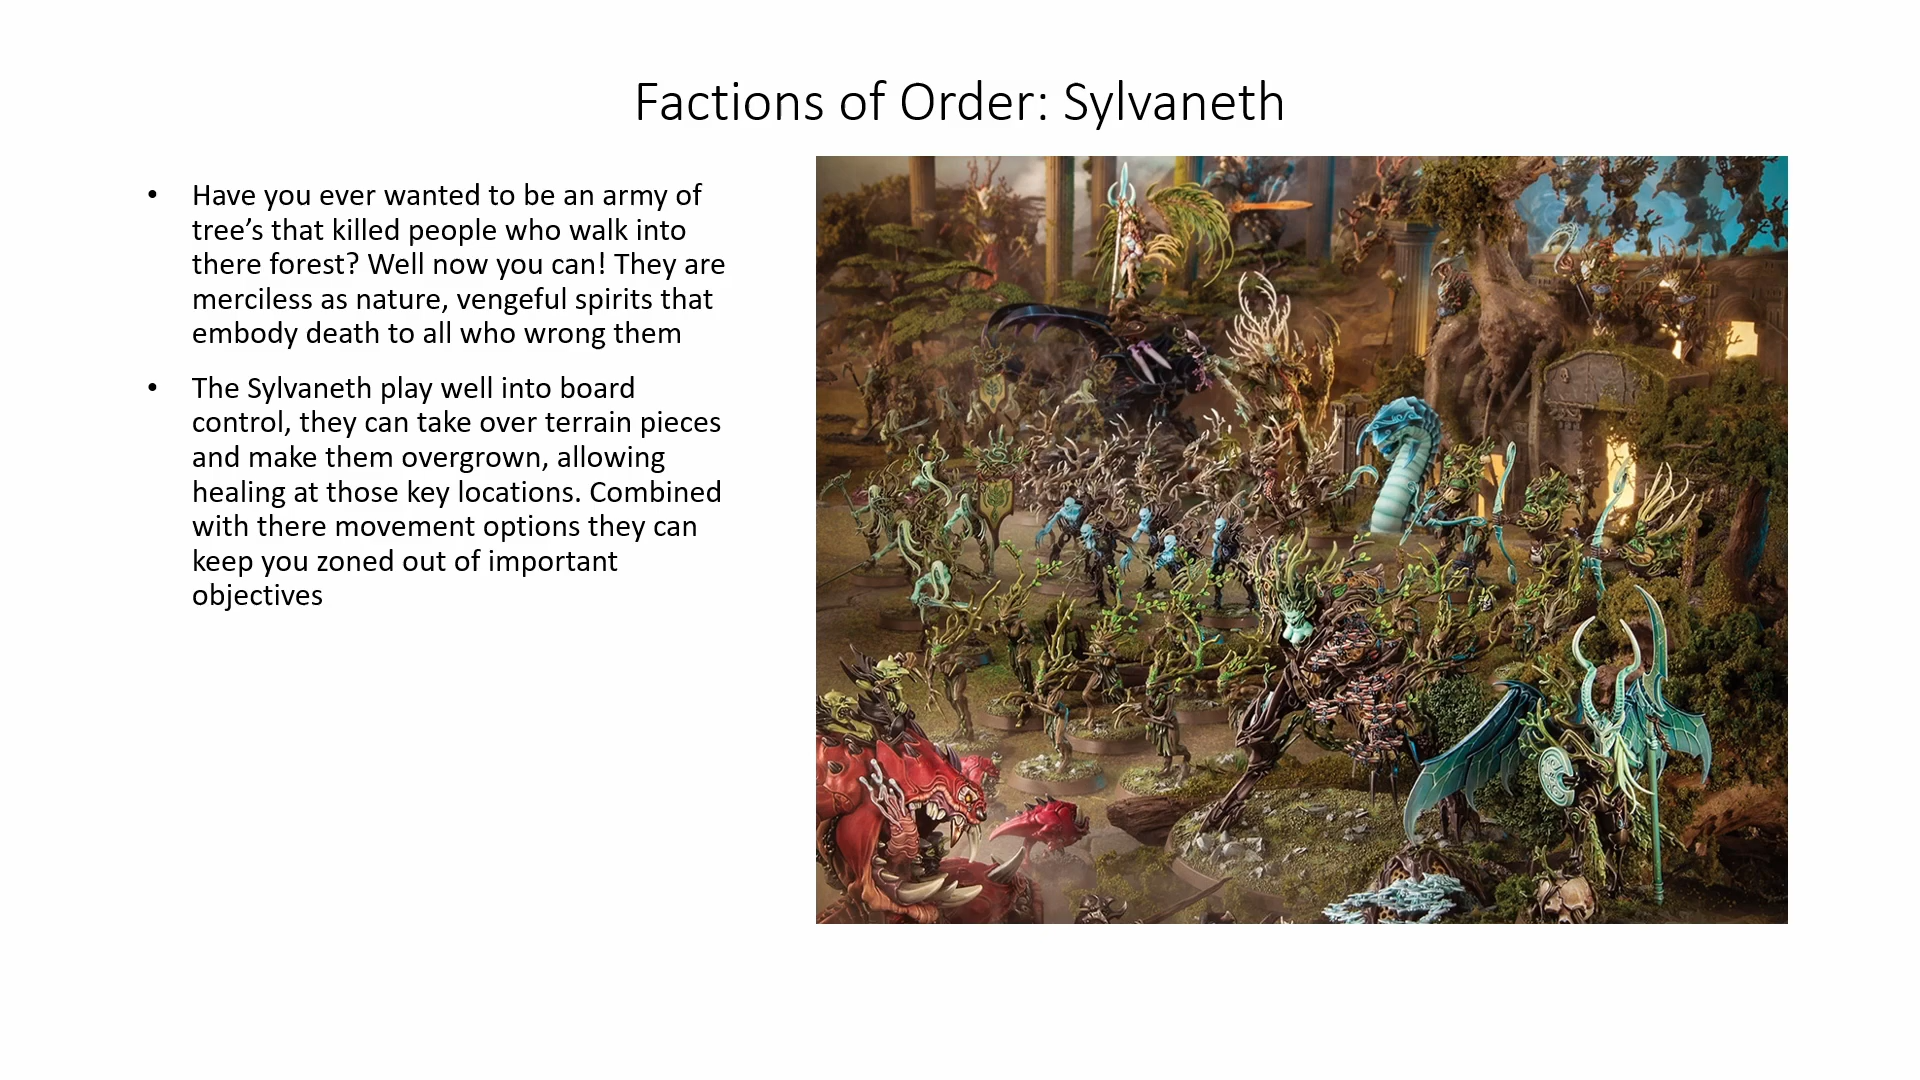 Factions of Order: Sylvaneth
• Have you ever wanted to be an army of
tree’s that killed people who walk into
there forest? Well now you can! They are
merciless as nature, vengeful spirits that
embody death to all who wrong them
• The Sylvaneth play well into board
control, they can take over terrain pieces
and make them overgrown, allowing
healing at those key locations. Combined
with there movement options they can
keep you zoned out of important
objectives